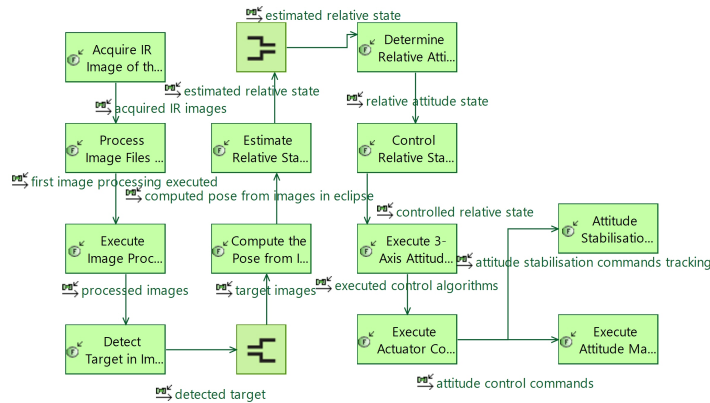 estimated relative state
Acquire IR
Image of th...
Determine
Relative Atti...
estimated relative state
acquired IR images
relative attitude state
Process
Image Files ...
Estimate
Relative Sta...
Control
Relative Sta...
first image processing executed
computed pose from images in eclipse
controlled relative state
Execute
Image Proc...
Compute the
Pose from I...
Execute 3-
Axis Attitud...
Attitude
Stabilisatio...
attitude stabilisation commands tracking
processed images
target images
executed control algorithms
Detect
Target in Im...
Execute
Actuator Co...
Execute
Attitude Ma...
detected target
attitude control commands